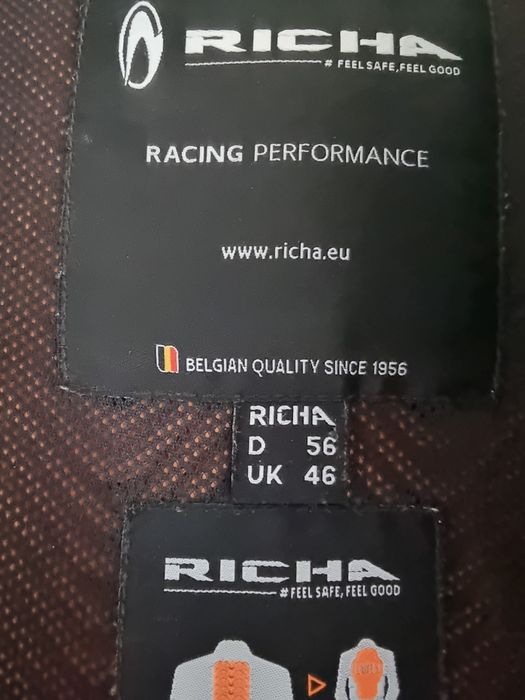 RICHA
# FEEL SAFE, FEEL GOOD
RACING PERFORMANCE
www.richa.eu
BELGIAN QUALITY SINCE 1956
RICHA
D 56
UK 46
RICHA
# FEEL SAFE, FEEL GOOD